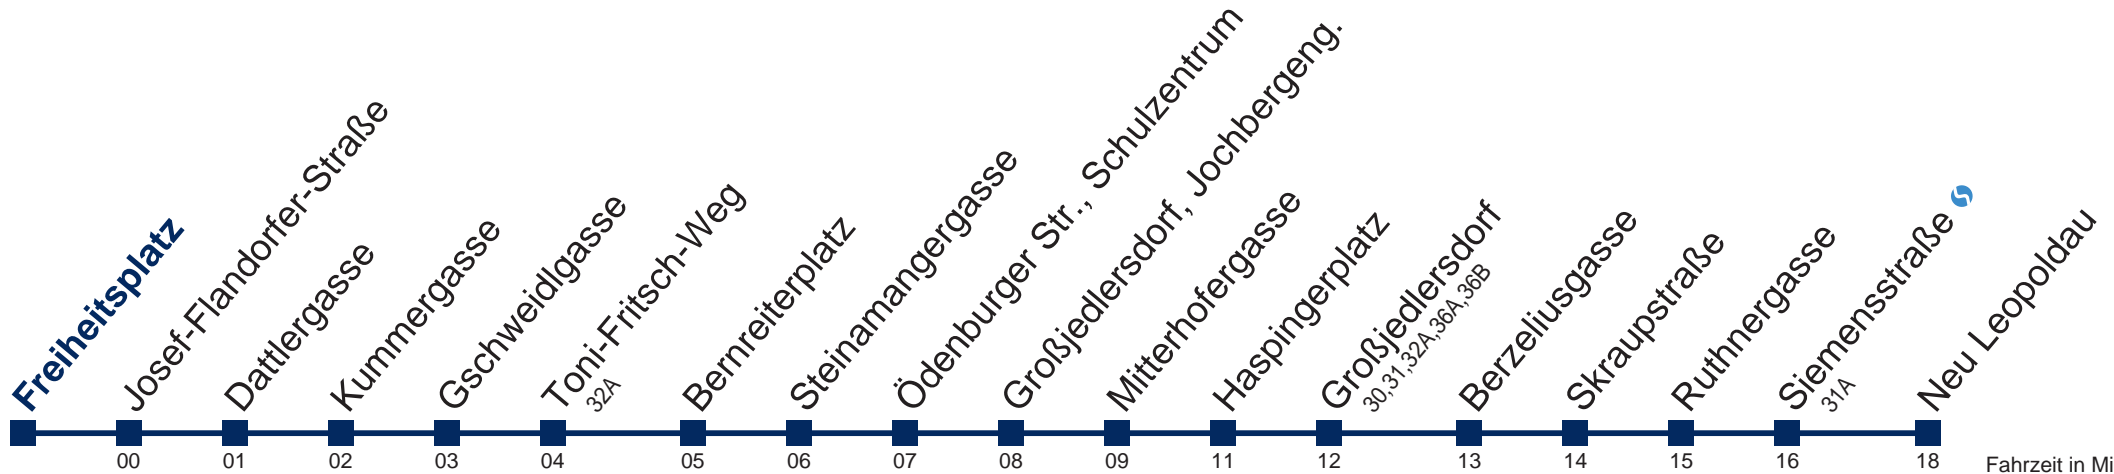 Freiheitsplatz
Josef-Flandorfer-Straße
Dattlergasse
Kummergasse
Gschweidlgasse
Toni-Fritsch-Weg
32A
Bernreiterplatz
Steinamangergasse
Ödenburger Str., Schulzentrum
Großjedlersdorf, Jochbergeng.
Mitterhofergasse
Haspingerplatz
Großjedlersdorf
30,31,32A,36A,36B
Berzeliusgasse
Skraupstraße
Ruthnergasse
Siemensstraße
31A
Neu Leopoldau
00 01 02 03 04 05 06 07 08 09 11 12 13 14 15 16 18 Fahrzeit in Mi